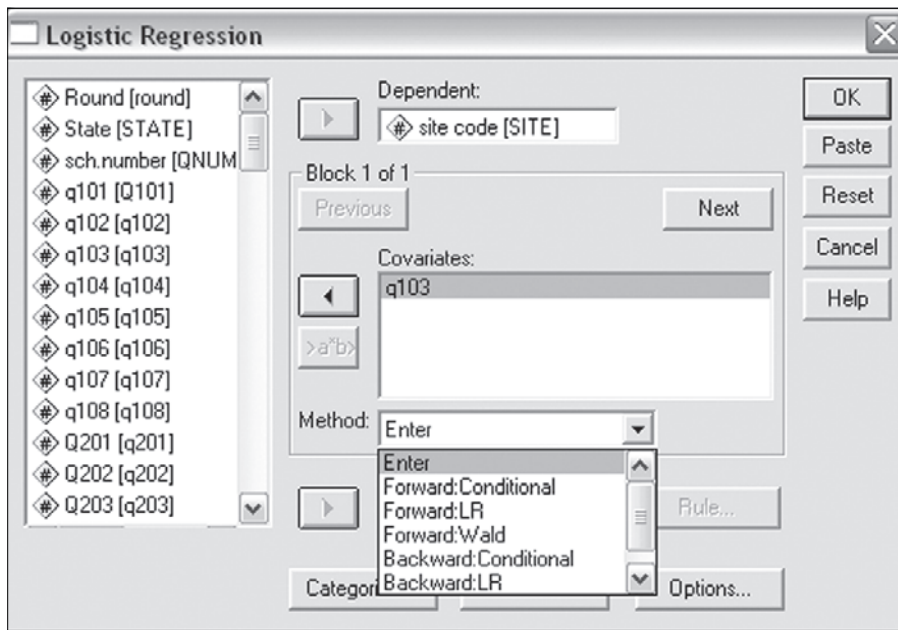 Logistic Regression
Round [round]
State [STATE]
sch.number [QNUM
q101 [Q101]
q102 [q102]
q103 [q103]
q104 [q104]
q105 [q105]
q106 [q106]
q107 [q107]
q108 [q108]
Q201 [q201]
Q202 [q202]
Q203 [q203]
Dependent:
site code [SITE]
Block 1 of 1
Previous
Next
Covariates:
q103
>a*b>
Method:
Enter
Enter
Forward:Conditional
Forward:LR
Forward:Wald
Backward:Conditional
Backward:LR
Rule...
Categori
Options...
OK
Paste
Reset
Cancel
Help